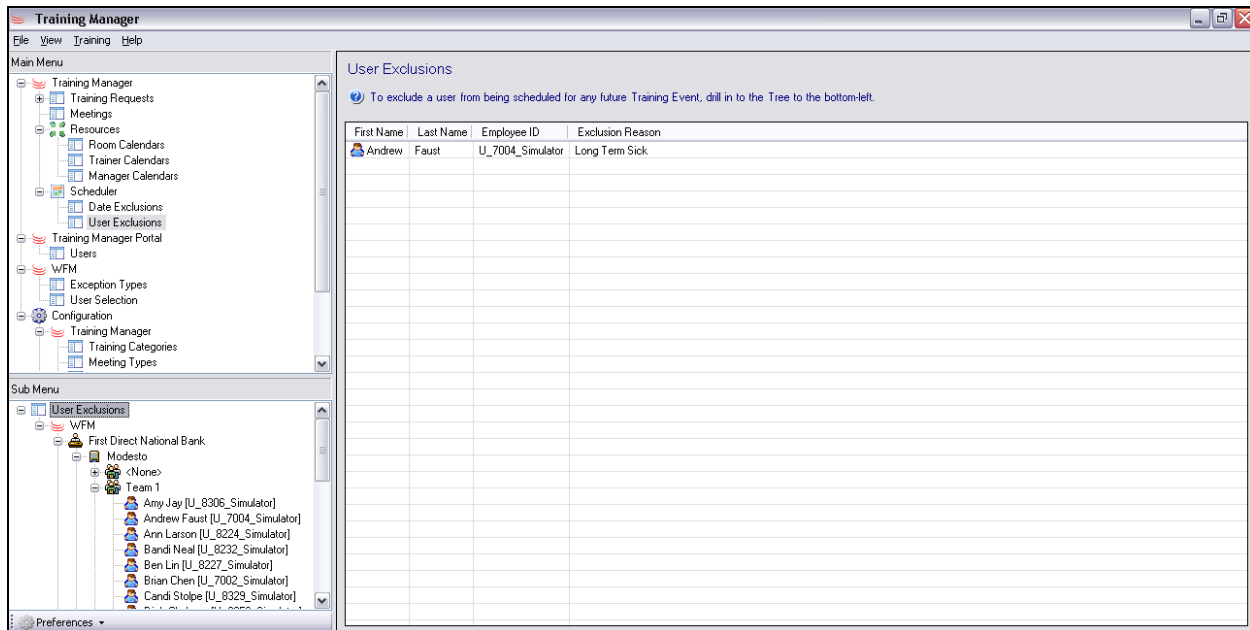 Training Manager
File View Training Help
Main Menu
Training Manager
Training Requests
Meetings
Resources
Room Calendars
Trainer Calendars
Manager Calendars
Scheduler
Date Exclusions
User Exclusions
Training Manager Portal
Users
WFM
Exception Types
User Selection
Configuration
Training Manager
Training Categories
Meeting Types
Sub Menu
User Exclusions
WFM
First Direct National Bank
Modesto
<None>
Team 1
Amy Jay [U_8306_Simulator]
Andrew Faust [U_7004_Simulator]
Ann Larson [U_8224_Simulator]
Bandi Neal [U_8232_Simulator]
Ben Lin [U_8227_Simulator]
Brian Chen [U_7002_Simulator]
Candi Stolpe [U_8329_Simulator]
Preferences
User Exclusions
To exclude a user from being scheduled for any future Training Event, drill in to the Tree to the bottom-left.
First Name Last Name Employee ID Exclusion Reason
Andrew Faust U_7004_Simulator Long Term Sick